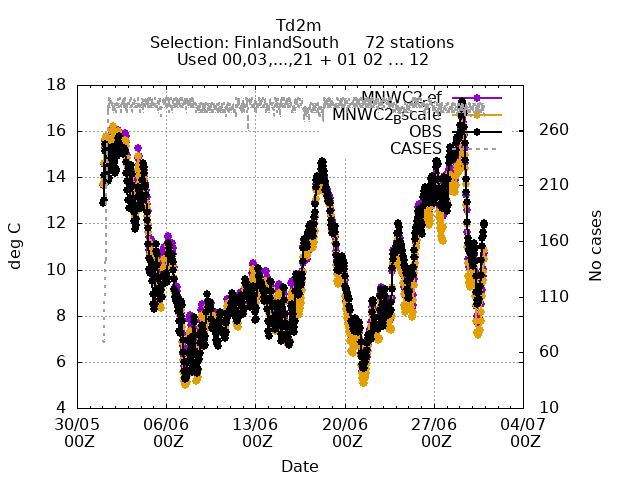 Td2m
Selection: FinlandSouth 72 stations
Used 00,03,...,21 + 01 02 ... 12
18
16
14
12
10
8
6
4
deg C
MNWC2_ref
MNWC2_Bscale
OBS
CASES
260
210
160
110
60
10
No cases
30/05 06/06 13/06 20/06 27/06 04/07
00Z 00Z 00Z 00Z 00Z 00Z
Date